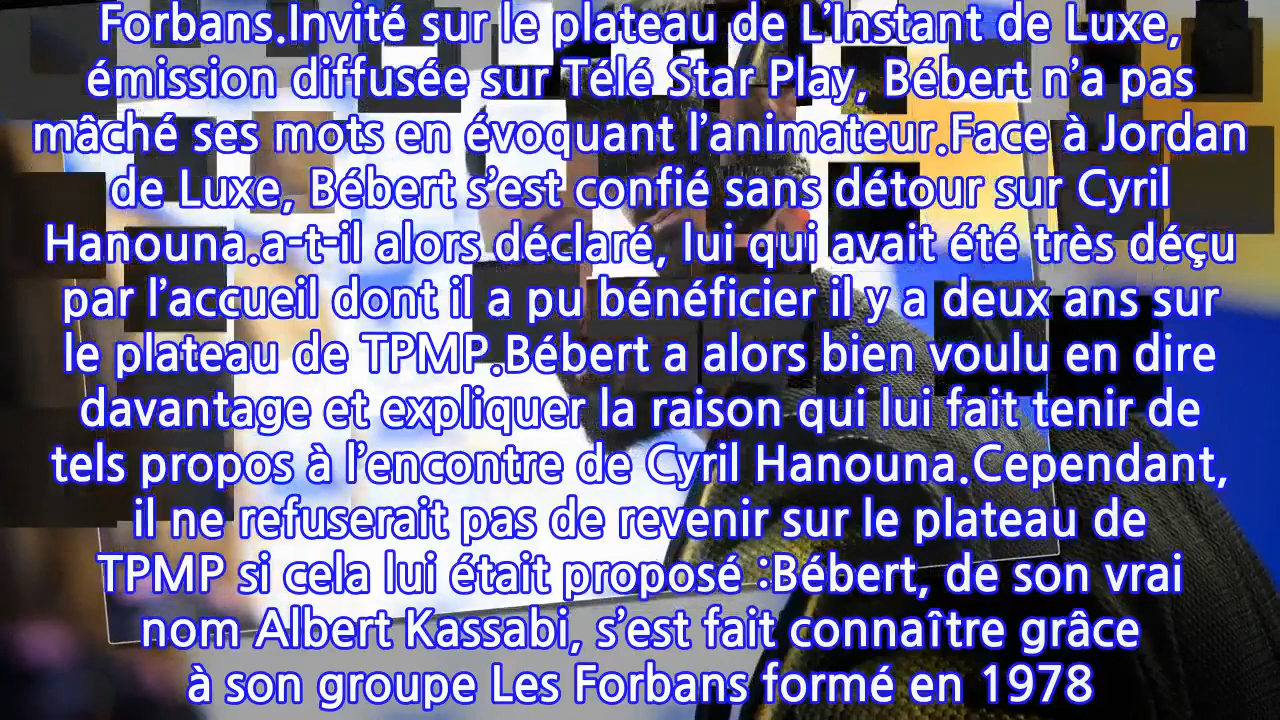 Forbans.Invité sur le plateau de L’Instant de Luxe,
émission diffusée sur Télé Star Play, Bébert n’a pas
mâché ses mots en évoquant l’animateur.Face à Jordan
de Luxe, Bébert s’est confié sans détour sur Cyril
Hanouna.a-t-il alors déclaré, lui qui avait été très déçu
par l’accueil dont il a pu bénéficier il y a deux ans sur
le plateau de TPMP.Bébert a alors bien voulu en dire
davantage et expliquer la raison qui lui fait tenir de
tels propos à l’encontre de Cyril Hanouna.Cependant,
il ne refuserait pas de revenir sur le plateau de
TPMP si cela lui était proposé :Bébert, de son vrai
nom Albert Kassabi, s’est fait connaître grâce
à son groupe Les Forbans formé en 1978